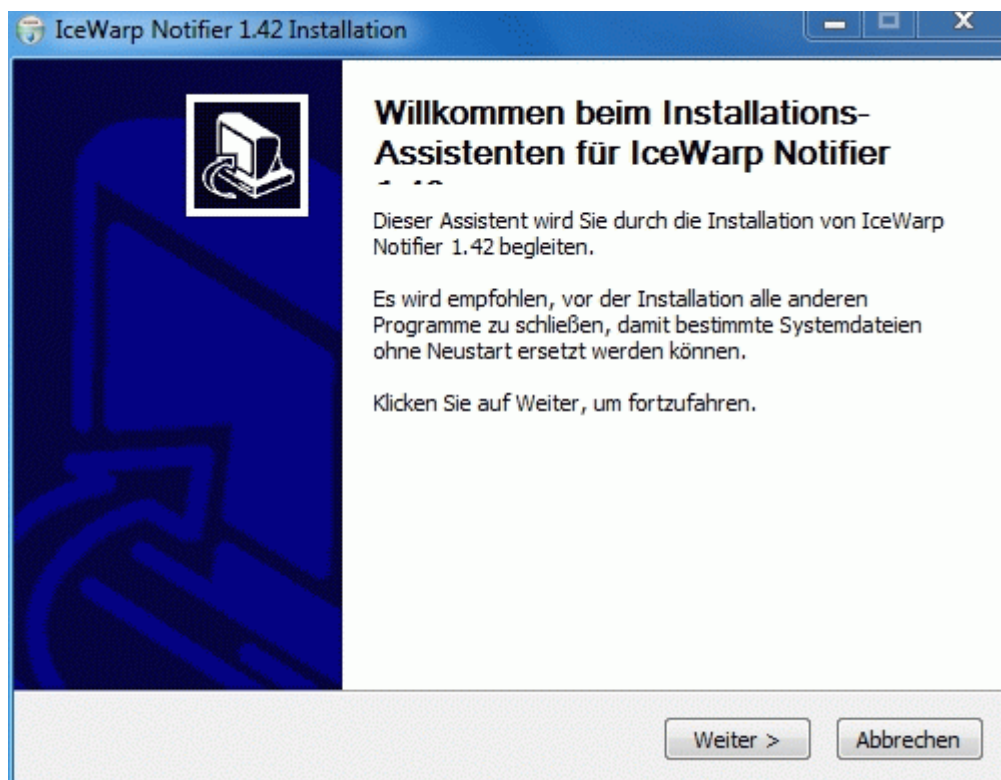 IceWarp Notifier 1.42 Installation
Willkommen beim Installations-
Assistenten für IceWarp Notifier
Dieser Assistent wird Sie durch die Installation von IceWarp
Notifier 1.42 begleiten.
Es wird empfohlen, vor der Installation alle anderen
Programme zu schließen, damit bestimmte Systemdateien
ohne Neustart ersetzt werden können.
Klicken Sie auf Weiter, um fortzufahren.
Weiter >
Abbrechen